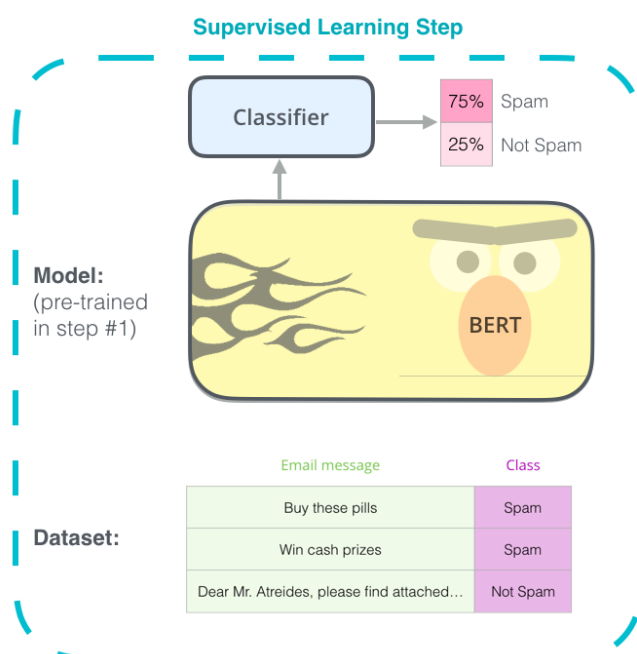 Supervised Learning Step
Classifier
75% Spam
25% Not Spam
Model:
(pre-trained
in step #1)
BERT
Email message Class
Buy these pills Spam
Dataset:
Win cash prizes Spam
Dear Mr. Atreides, please find attached… Not Spam